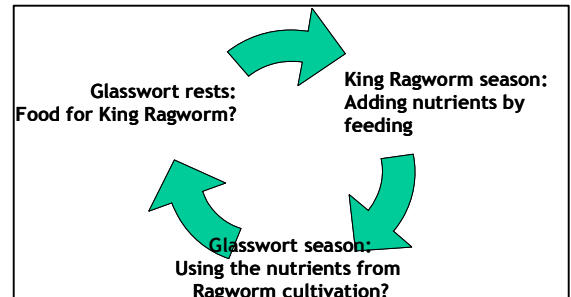 Glasswort rests:
Food for King Ragworm?
King Ragworm season:
Adding nutrients by
feeding
Glasswort season:
Using the nutrients from
Ragworm cultivation?